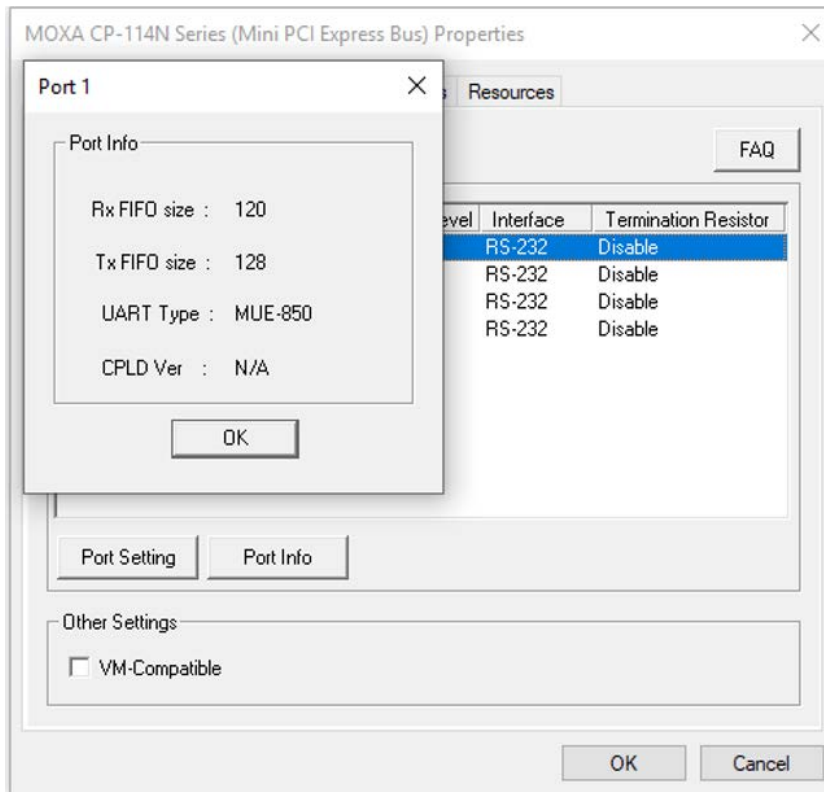 MOXA CP-114N Series (Mini PCI Express Bus) Properties
Port 1
Resources
Port Info
FAQ
Rx FIFO size : 120
Tx FIFO size : 128
UART Type : MUE-850
CPLD Ver : N/A
OK
Interface Termination Resistor
RS-232 Disable
RS-232 Disable
RS-232 Disable
RS-232 Disable
Port Setting Port Info
Other Settings
VM-Compatible
OK Cancel